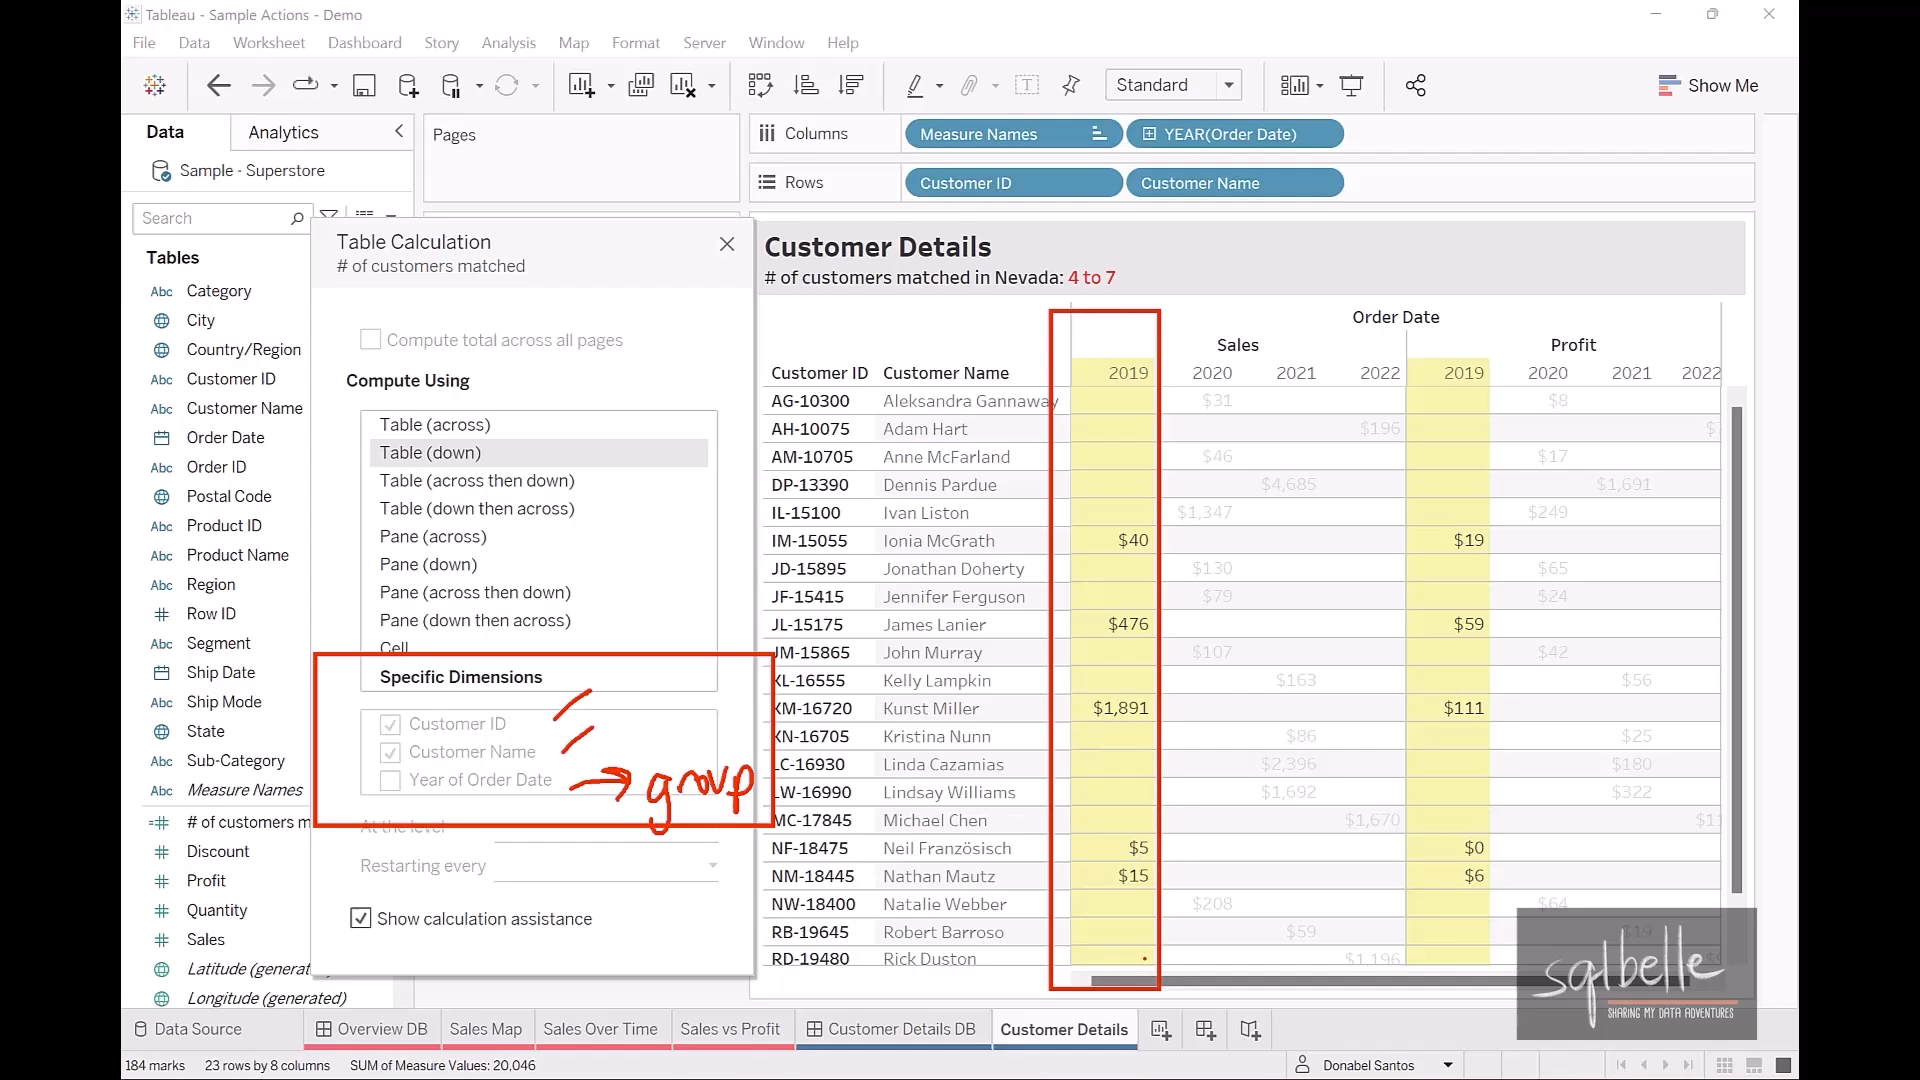 Tableau - Sample Actions - Demo
File Data Worksheet Dashboard Story Analysis Map Format Server Window Help
Standard
Show Me
Data
Analytics
Sample - Superstore
Search
Tables
Abc Category
City
Country/Region
Abc Customer ID
Abc Customer Name
Order Date
Abc Order ID
Postal Code
Abc Product ID
Abc Product Name
Abc Region
Row ID
Abc Segment
Ship Date
Abc Ship Mode
State
Abc Sub-Category
Abc Measure Names
# of customers m
Discount
Profit
Quantity
Sales
Latitude (generat
Longitude (generated)
Pages
Columns Measure Names YEAR(Order Date)
Rows Customer ID Customer Name
Table Calculation
# of customers matched
Compute total across all pages
Compute Using
Table (across)
Table (down)
Table (across then down)
Table (down then across)
Pane (across)
Pane (down)
Pane (across then down)
Pane (down then across)
Cell
Specific Dimensions
Customer ID
Customer Name
Year of Order Date
group
At the level
Restarting every
Show calculation assistance
Customer Details
# of customers matched in Nevada: 4 to 7
Order Date
Sales Profit
Customer ID Customer Name 2019 2020 2021 2022 2019 2020 2021 2022
AG-10300 Aleksandra Gannaway $31 $8
AH-10075 Adam Hart $196
AM-10705 Anne McFarland $46 $17
DP-13390 Dennis Pardue $4,685 $1,691
IL-15100 Ivan Liston $1,347 $249
IM-15055 Ionia McGrath $40 $19
JD-15895 Jonathan Doherty $130 $65
JF-15415 Jennifer Ferguson $79 $24
JL-15175 James Lanier $476 $59
JM-15865 John Murray $107 $42
KL-16555 Kelly Lampkin $163 $56
KM-16720 Kunst Miller $1,891 $111
KN-16705 Kristina Nunn $86 $25
LC-16930 Linda Cazamias $2,396 $180
LW-16990 Lindsay Williams $1,692 $322
MC-17845 Michael Chen $1,670
NF-18475 Neil Französisch $5 $0
NM-18445 Nathan Mautz $15 $6
NW-18400 Natalie Webber $208 $64
RB-19645 Robert Barroso $59 $19
RD-19480 Rick Duston $1,196
sqlbelle
SHARING MY DATA ADVENTURES
Data Source Overview DB Sales Map Sales Over Time Sales vs Profit Customer Details DB Customer Details
184 marks 23 rows by 8 columns SUM of Measure Values: 20,046 Donabel Santos